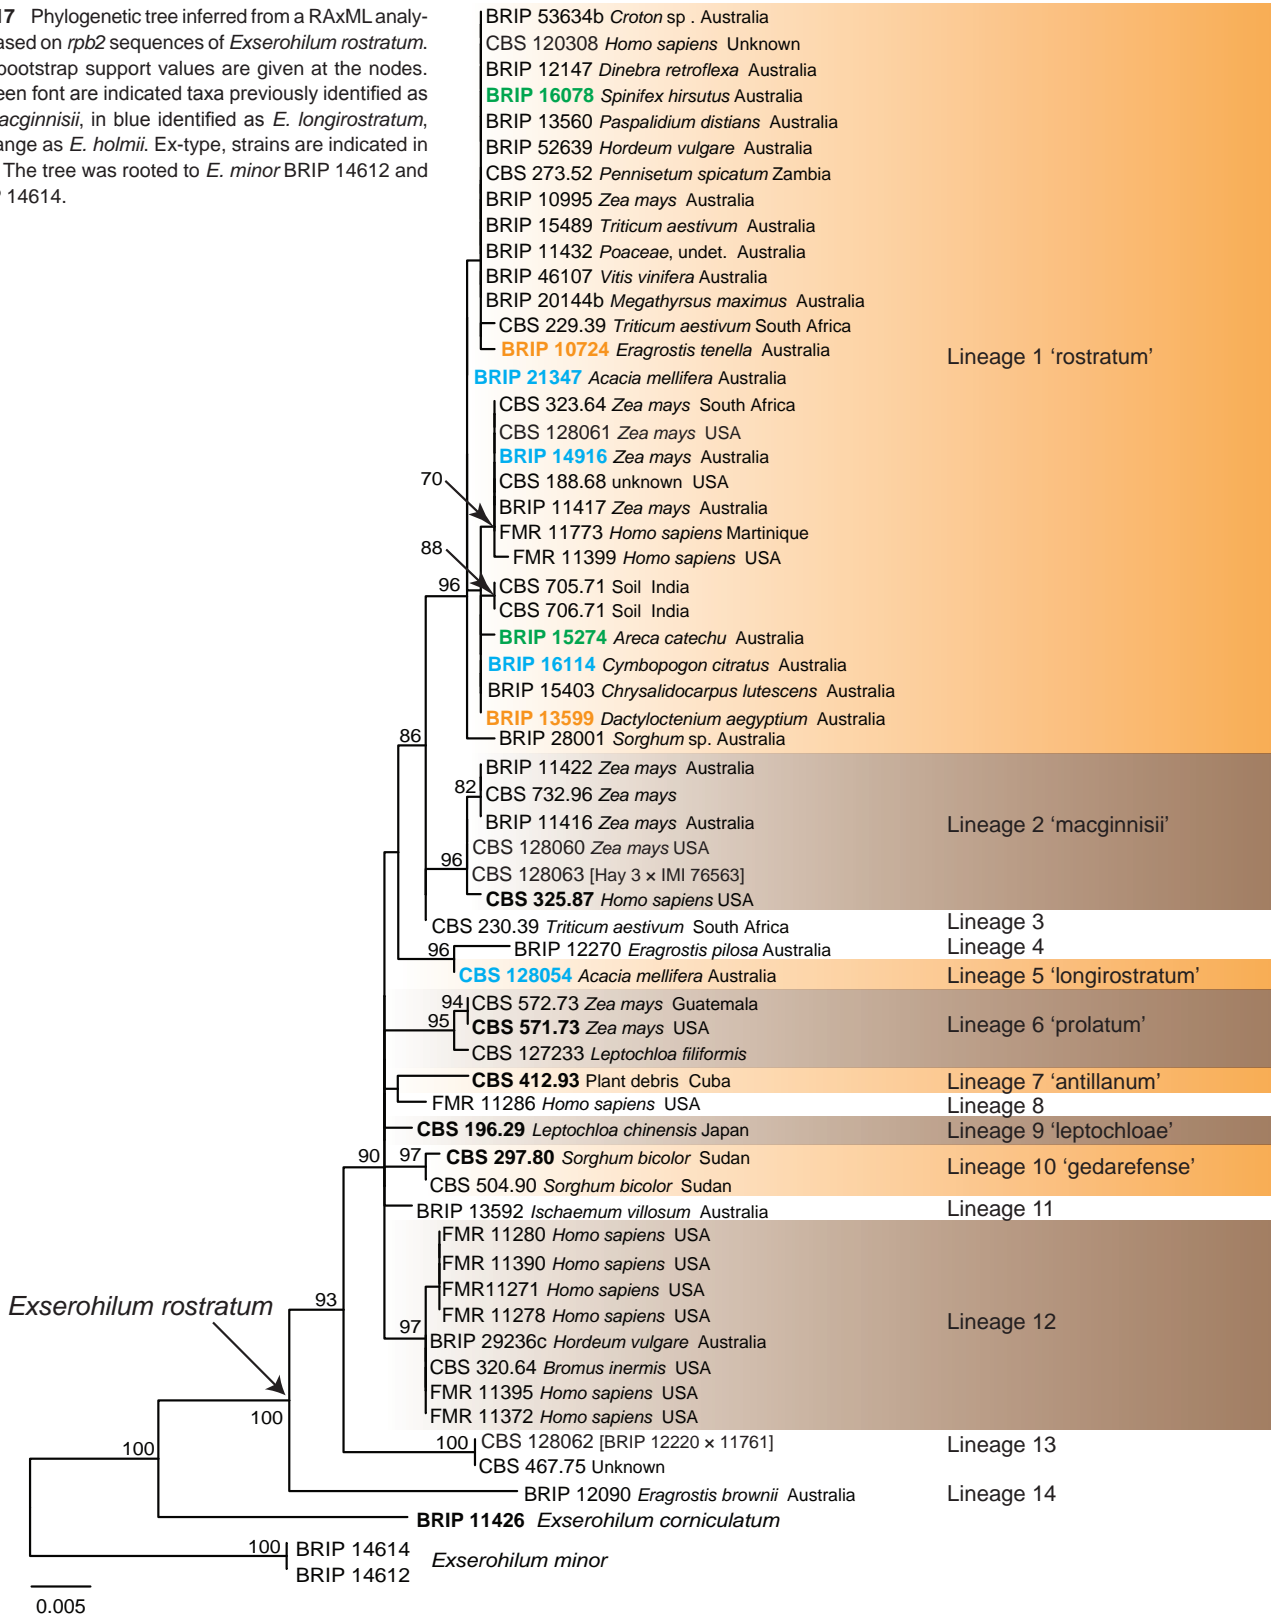 17 Phylogenetic tree inferred from a RAxML analy-
ased on rpb2 sequences of Exserohilum rostratum.
bootstrap support values are given at the nodes.
een font are indicated taxa previously identified as
acginnisii, in blue identified as E. longirostratum,
ange as E. holmii. Ex-type, strains are indicated in
The tree was rooted to E. minor BRIP 14612 and
14614.
BRIP 53634b Croton sp . Australia
CBS 120308 Homo sapiens Unknown
BRIP 12147 Dinebra retroflexa Australia
BRIP 16078 Spinifex hirsutus Australia
BRIP 13560 Paspalidium distians Australia
BRIP 52639 Hordeum vulgare Australia
CBS 273.52 Pennisetum spicatum Zambia
BRIP 10995 Zea mays Australia
BRIP 15489 Triticum aestivum Australia
BRIP 11432 Poaceae, undet. Australia
BRIP 46107 Vitis vinifera Australia
BRIP 20144b Megathyrsus maximus Australia
CBS 229.39 Triticum aestivum South Africa
BRIP 10724 Eragrostis tenella Australia
Lineage 1 ‘rostratum’
BRIP 21347 Acacia mellifera Australia
CBS 323.64 Zea mays South Africa
CBS 128061 Zea mays USA
BRIP 14916 Zea mays Australia
70
CBS 188.68 unknown USA
BRIP 11417 Zea mays Australia
FMR 11773 Homo sapiens Martinique
88
FMR 11399 Homo sapiens USA
96
CBS 705.71 Soil India
CBS 706.71 Soil India
BRIP 15274 Areca catechu Australia
BRIP 16114 Cymbopogon citratus Australia
BRIP 15403 Chrysalidocarpus lutescens Australia
BRIP 13599 Dactyloctenium aegyptium Australia
86
BRIP 28001 Sorghum sp. Australia
BRIP 11422 Zea mays Australia
82
CBS 732.96 Zea mays
BRIP 11416 Zea mays Australia
Lineage 2 ‘macginnisii’
CBS 128060 Zea mays USA
96
CBS 128063 [Hay 3 × IMI 76563]
CBS 325.87 Homo sapiens USA
CBS 230.39 Triticum aestivum South Africa
Lineage 3
96
BRIP 12270 Eragrostis pilosa Australia
Lineage 4
CBS 128054 Acacia mellifera Australia
Lineage 5 ‘longirostratum’
94
CBS 572.73 Zea mays Guatemala
95
CBS 571.73 Zea mays USA
Lineage 6 ‘prolatum’
CBS 127233 Leptochloa filiformis
CBS 412.93 Plant debris Cuba
Lineage 7 ‘antillanum’
FMR 11286 Homo sapiens USA
Lineage 8
CBS 196.29 Leptochloa chinensis Japan
Lineage 9 ‘leptochloae’
90
97
CBS 297.80 Sorghum bicolor Sudan
Lineage 10 ‘gedarefense’
CBS 504.90 Sorghum bicolor Sudan
BRIP 13592 Ischaemum villosum Australia
Lineage 11
FMR 11280 Homo sapiens USA
FMR 11390 Homo sapiens USA
FMR11271 Homo sapiens USA
Exserohilum rostratum
93
FMR 11278 Homo sapiens USA
Lineage 12
97
BRIP 29236c Hordeum vulgare Australia
CBS 320.64 Bromus inermis USA
FMR 11395 Homo sapiens USA
100
FMR 11372 Homo sapiens USA
100
100
CBS 128062 [BRIP 12220 × 11761]
Lineage 13
CBS 467.75 Unknown
BRIP 12090 Eragrostis brownii Australia
Lineage 14
BRIP 11426 Exserohilum corniculatum
100
BRIP 14614
Exserohilum minor
BRIP 14612
0.005